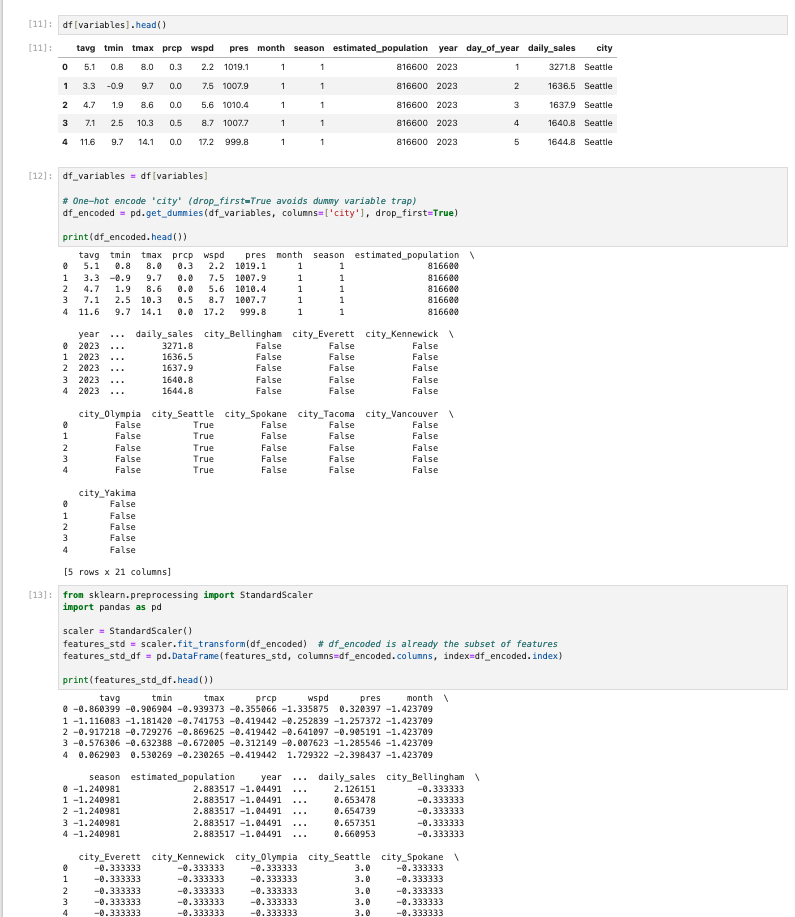 [11]: df[variables].head()
[11]: tavg tmin tmax prcp wspd pres month season estimated_population year day_of_year daily_sales city
0 5.1 0.8 8.0 0.3 2.2 1019.1 1 1 816600 2023 1 3271.8 Seattle
1 3.3 -0.9 9.7 0.0 7.5 1007.9 1 1 816600 2023 2 1636.5 Seattle
2 4.7 1.9 8.6 0.0 5.6 1010.4 1 1 816600 2023 3 1637.9 Seattle
3 7.1 2.5 10.3 0.5 8.7 1007.7 1 1 816600 2023 4 1640.8 Seattle
4 11.6 9.7 14.1 0.0 17.2 999.8 1 1 816600 2023 5 1644.8 Seattle
[12]: df_variables = df[variables]
# One-hot encode 'city' (drop_first=True avoids dummy variable trap)
df_encoded = pd.get_dummies(df_variables, columns=['city'], drop_first=True)
print(df_encoded.head())
tavg tmin tmax prcp wspd pres month season estimated_population \
0 5.1 0.8 8.0 0.3 2.2 1019.1 1 1 816600
1 3.3 -0.9 9.7 0.0 7.5 1007.9 1 1 816600
2 4.7 1.9 8.6 0.0 5.6 1010.4 1 1 816600
3 7.1 2.5 10.3 0.5 8.7 1007.7 1 1 816600
4 11.6 9.7 14.1 0.0 17.2 999.8 1 1 816600
year ... daily_sales city_Bellingham city_Everett city_Kennewick \
0 2023 ... 3271.8 False False False
1 2023 ... 1636.5 False False False
2 2023 ... 1637.9 False False False
3 2023 ... 1640.8 False False False
4 2023 ... 1644.8 False False False
city_Olympia city_Seattle city_Spokane city_Tacoma city_Vancouver \
0 False True False False False
1 False True False False False
2 False True False False False
3 False True False False False
4 False True False False False
city_Yakima
0 False
1 False
2 False
3 False
4 False
[5 rows x 21 columns]
[13]: from sklearn.preprocessing import StandardScaler
import pandas as pd
scaler = StandardScaler()
features_std = scaler.fit_transform(df_encoded) # df_encoded is already the subset of features
features_std_df = pd.DataFrame(features_std, columns=df_encoded.columns, index=df_encoded.index)
print(features_std_df.head())
tavg tmin tmax prcp wspd pres month \
0 -0.860399 -0.906904 -0.939373 -0.355066 -1.335875 0.320397 -1.423709
1 -1.116083 -1.181420 -0.741753 -0.419442 -0.252839 -1.257372 -1.423709
2 -0.917218 -0.729276 -0.869625 -0.419442 -0.641097 -0.905191 -1.423709
3 -0.576306 -0.632388 -0.672005 -0.312149 -0.007623 -1.285546 -1.423709
4 0.062903 0.530269 -0.230265 -0.419442 1.729322 -2.398437 -1.423709
season estimated_population year ... daily_sales city_Bellingham \
0 -1.240981 2.883517 -1.04491 ... 2.126151 -0.333333
1 -1.240981 2.883517 -1.04491 ... 0.653478 -0.333333
2 -1.240981 2.883517 -1.04491 ... 0.654739 -0.333333
3 -1.240981 2.883517 -1.04491 ... 0.657351 -0.333333
4 -1.240981 2.883517 -1.04491 ... 0.660953 -0.333333
city_Everett city_Kennewick city_Olympia city_Seattle city_Spokane \
0 -0.333333 -0.333333 -0.333333 3.0 -0.333333
1 -0.333333 -0.333333 -0.333333 3.0 -0.333333
2 -0.333333 -0.333333 -0.333333 3.0 -0.333333
3 -0.333333 -0.333333 -0.333333 3.0 -0.333333
4 -0.333333 -0.333333 -0.333333 3.0 -0.333333